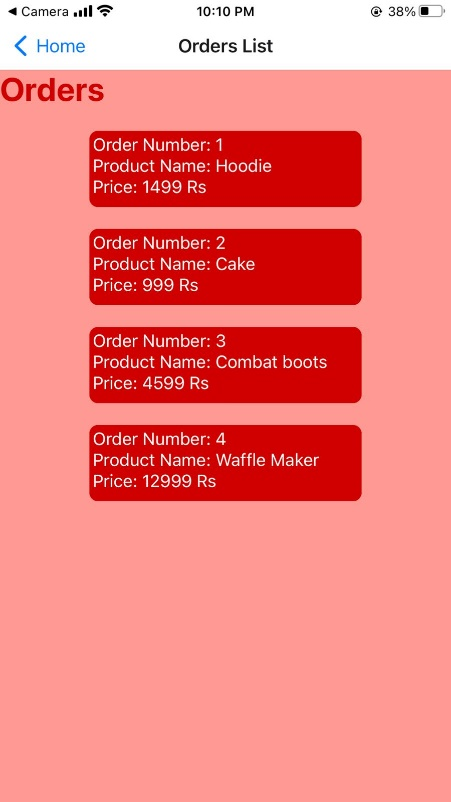 Camera 10:10 PM 38%
Home Orders List
Orders
Order Number: 1
Product Name: Hoodie
Price: 1499 Rs
Order Number: 2
Product Name: Cake
Price: 999 Rs
Order Number: 3
Product Name: Combat boots
Price: 4599 Rs
Order Number: 4
Product Name: Waffle Maker
Price: 12999 Rs